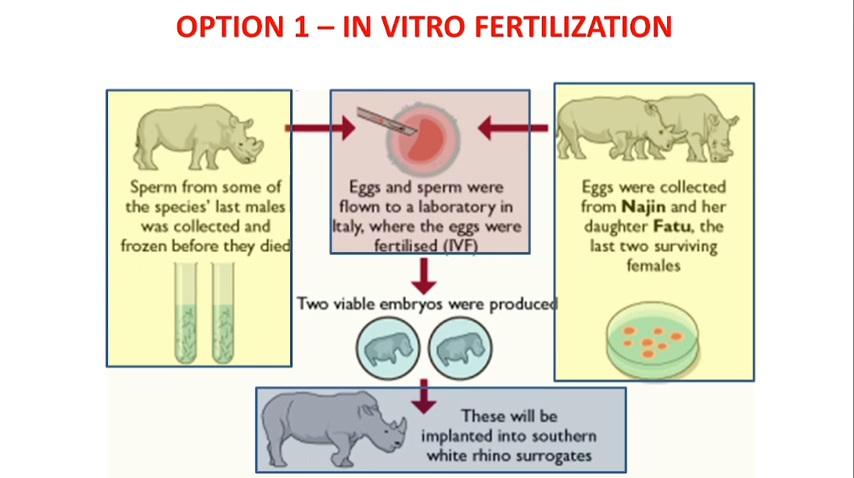 OPTION 1 – IN VITRO FERTILIZATION
Sperm from some of
the species' last males
was collected and
frozen before they died
Eggs and sperm were
flown to a laboratory in
Italy, where the eggs were
fertilised (IVF)
Eggs were collected
from Najin and her
daughter Fatu, the
last two surviving
females
Two viable embryos were produced
These will be
implanted into southern
white rhino surrogates